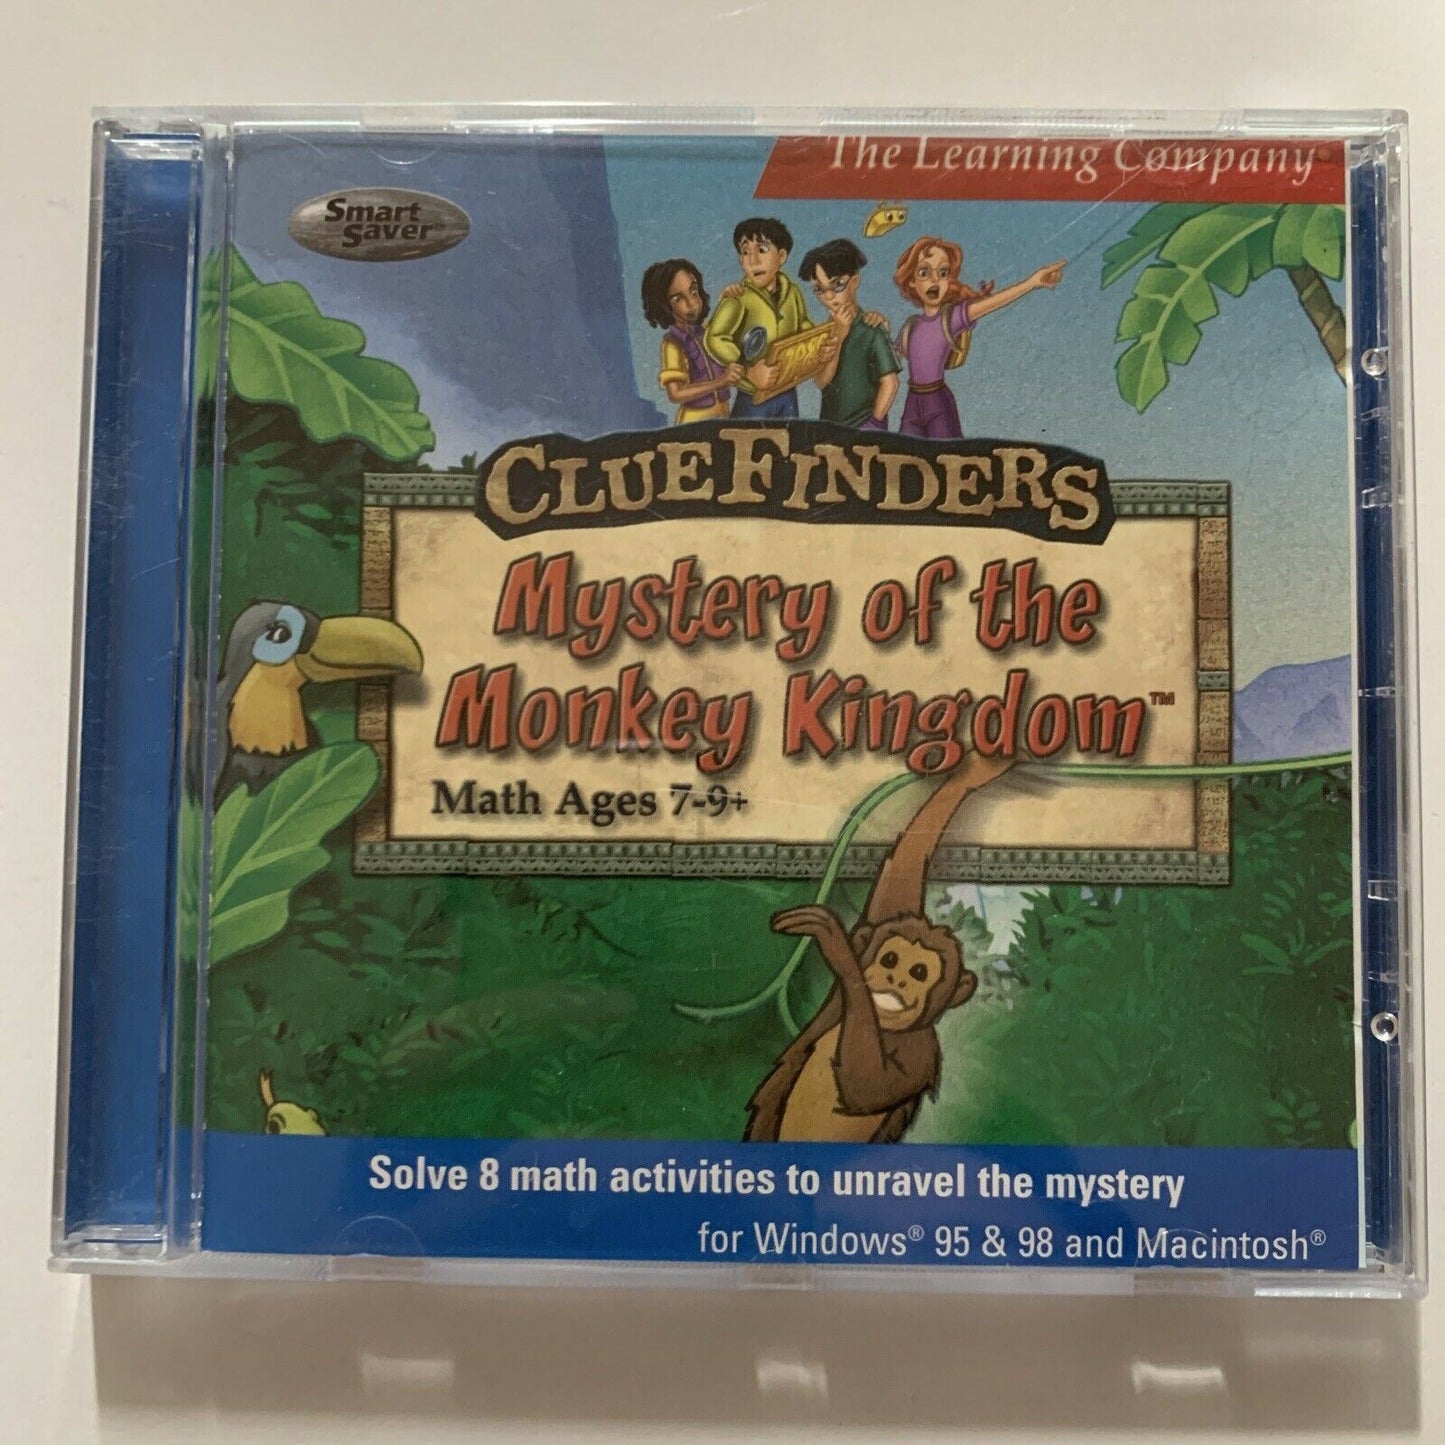 The Learning Company®
Smart
Saver®
CLUEFINDERS
Mystery of the
Monkey Kingdom™
Math Ages 7-9+
Solve 8 math activities to unravel the mystery
for Windows® 95 & 98 and Macintosh®